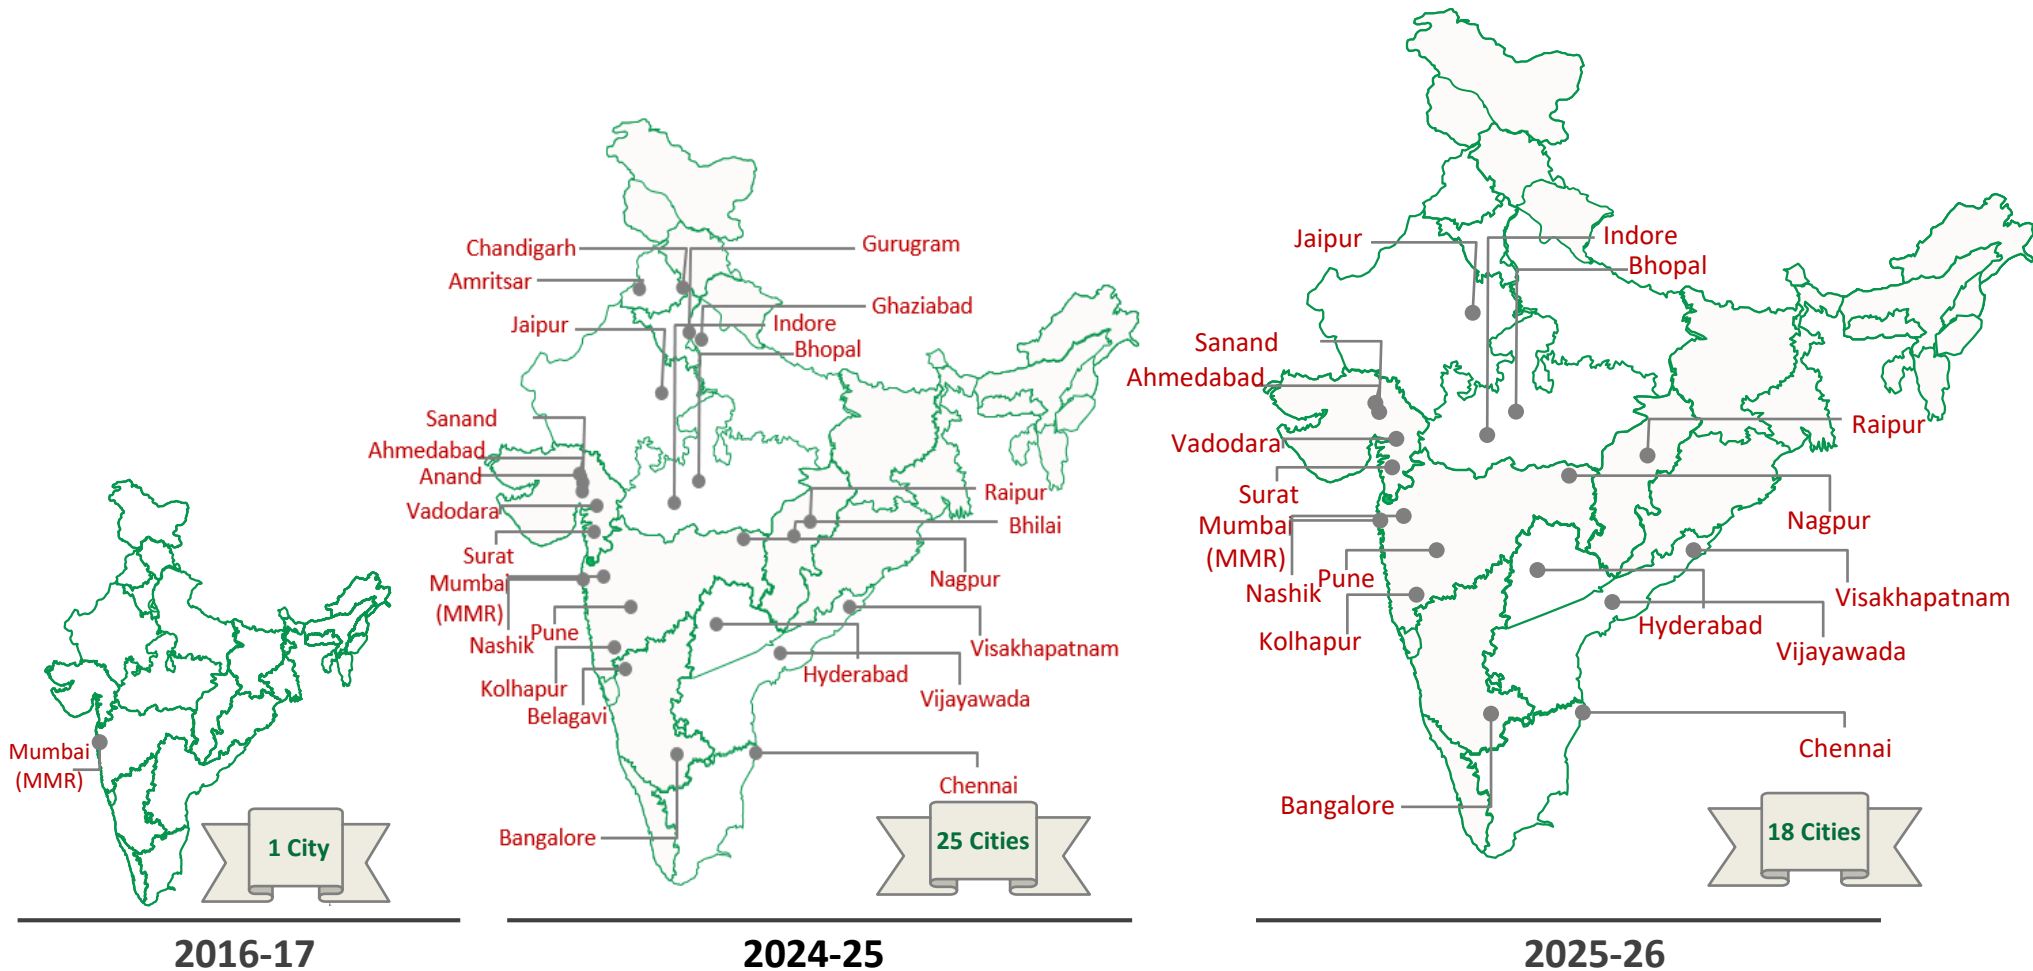 Mumbai
(MMR)
1 City
2016-17
Chandigarh
Gurugram
Amritsar
Ghaziabad
Jaipur
Indore
Bhopal
Sanand
Ahmedabad
Anand
Vadodara
Surat
Mumbai
(MMR)
Nashik
Pune
Kolhapur
Belagavi
Bangalore
Raipur
Bhilai
Nagpur
Visakhapatnam
Hyderabad
Vijayawada
Chennai
25 Cities
2024-25
Jaipur
Indore
Bhopal
Sanand
Ahmedabad
Vadodara
Surat
Mumbai
(MMR)
Nashik
Pune
Kolhapur
Bangalore
Raipur
Nagpur
Visakhapatnam
Hyderabad
Vijayawada
Chennai
18 Cities
2025-26